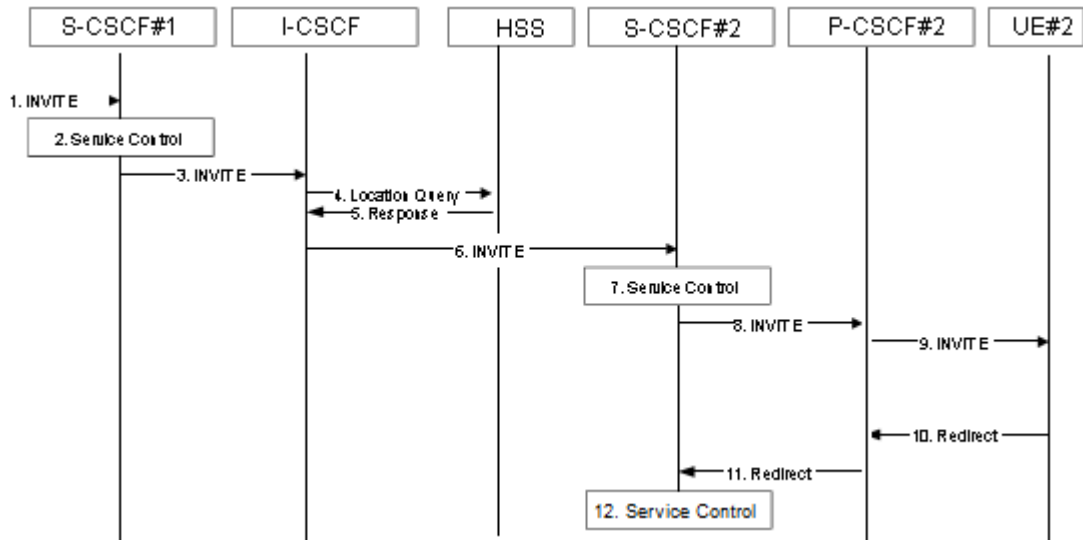 S-CSCF#1 I-CSCF HSS S-CSCF#2 P-CSCF#2 UE#2
1. INVITE
2. Service Control
3. INVITE
4. Location Query
5. Response
6. INVITE
7. Service Control
8. INVITE
9. INVITE
10. Redirect
11. Redirect
12. Service Control